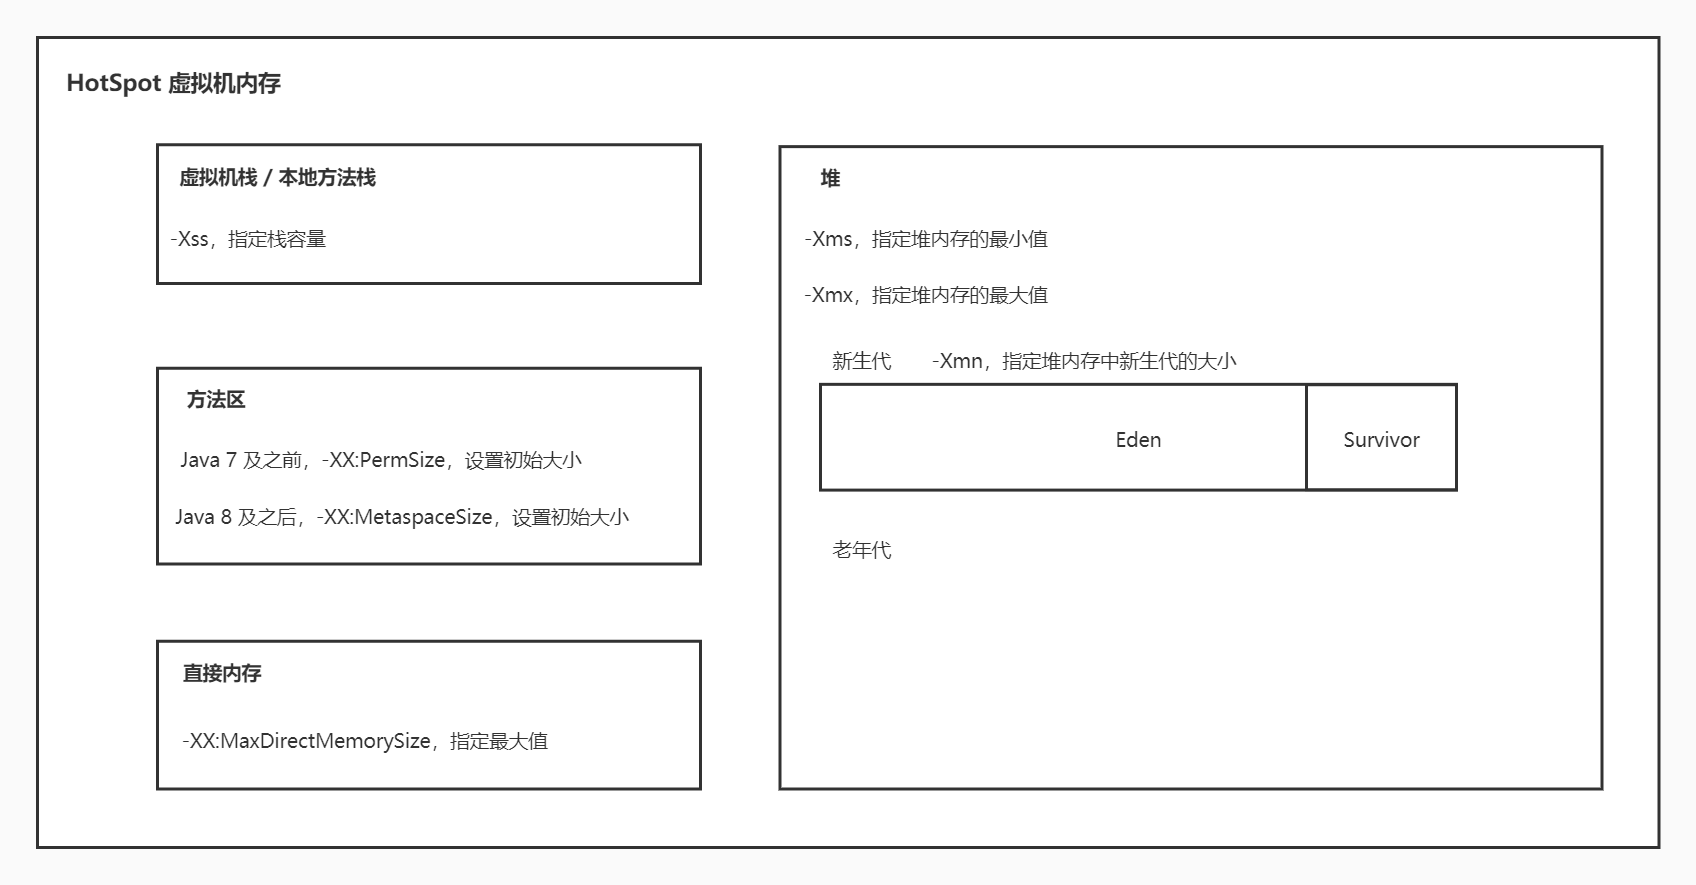 HotSpot 虚拟机内存
虚拟机栈 / 本地方法栈
-Xss，指定栈容量
方法区
Java 7 及之前，-XX:PermSize，设置初始大小
Java 8 及之后，-XX:MetaspaceSize，设置初始大小
直接内存
-XX:MaxDirectMemorySize，指定最大值
堆
-Xms，指定堆内存的最小值
-Xmx，指定堆内存的最大值
新生代 -Xmn，指定堆内存中新生代的大小
Eden Survivor
老年代